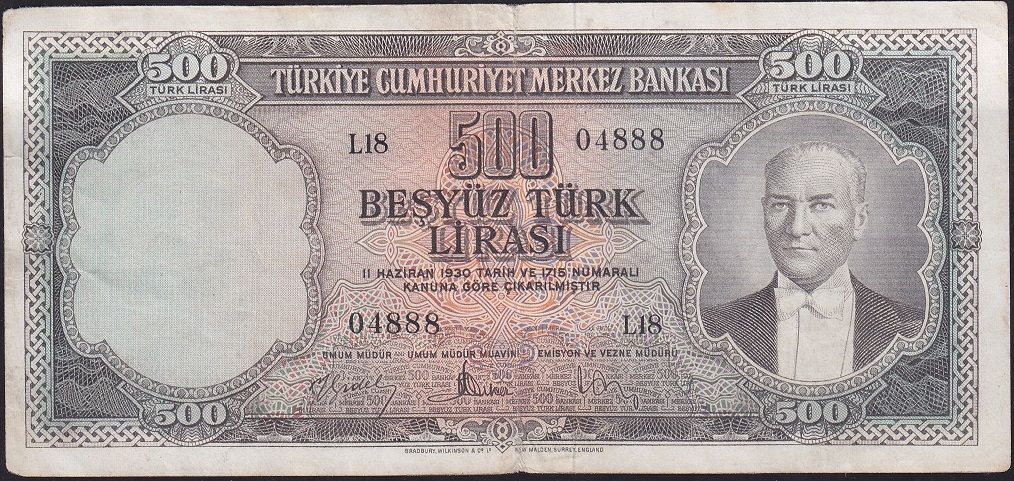 500
TÜRK LİRASI
TÜRKİYE CUMHURİYET MERKEZ BANKASI
500
TÜRK LİRASI
L18 500 04888
BEŞYÜZ TÜRK
LİRASI
11 HAZİRAN 1930 TARİH VE 1715 NUMARALI
KANUNA GÖRE ÇIKARILMIŞTIR
04888 L18
UMUM MÜDÜR UMUM MÜDÜR MUAVİNİ EMİSYON VE VEZNE MÜDÜRÜ
500 500
BRADBURY, WILKINSON & Cº Lᵈ NEW MALDEN, SURREY, ENGLAND